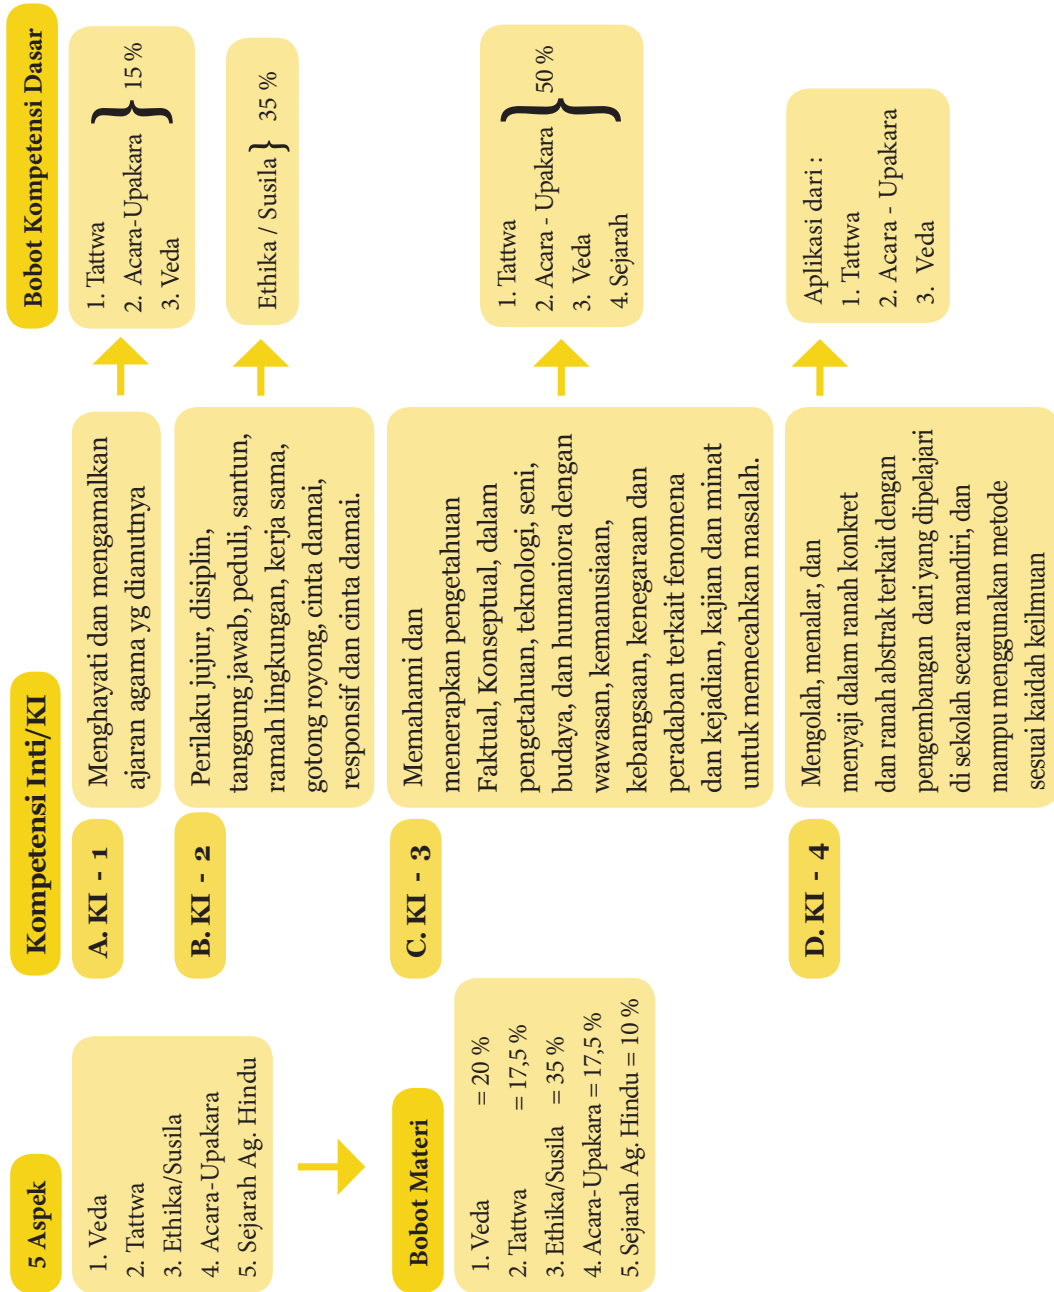 5 Aspek
1. Veda
2. Tattwa
3. Ethika/Susila
4. Acara-Upakara
5. Sejarah Ag. Hindu
Bobot Materi
1. Veda = 20 %
2. Tattwa = 17,5 %
3. Ethika/Susila = 35 %
4. Acara-Upakara = 17,5 %
5. Sejarah Ag. Hindu = 10 %
Kompetensi Inti/KI
A. KI - 1
Menghayati dan mengamalkan
ajaran agama yg dianutnya
B. KI - 2
Perilaku jujur, disiplin,
tanggung jawab, peduli, santun,
ramah lingkungan, kerja sama,
gotong royong, cinta damai,
responsif dan cinta damai.
C. KI - 3
Memahami dan
menerapkan pengetahuan
Faktual, Konseptual, dalam
pengetahuan, teknologi, seni,
budaya, dan humaniora dengan
wawasan, kemanusiaan,
kebangsaan, kenegaraan dan
peradaban terkait fenomena
dan kejadian, kajian dan minat
untuk memecahkan masalah.
D. KI - 4
Mengolah, menalar, dan
menyaji dalam ranah konkret
dan ranah abstrak terkait dengan
pengembangan dari yang dipelajari
di sekolah secara mandiri, dan
mampu menggunakan metode
sesuai kaidah keilmuan
Bobot Kompetensi Dasar
1. Tattwa
2. Acara-Upakara } 15 %
3. Veda
Ethika / Susila } 35 %
1. Tattwa
2. Acara - Upakara } 50 %
3. Veda
4. Sejarah
Aplikasi dari :
1. Tattwa
2. Acara - Upakara
3. Veda